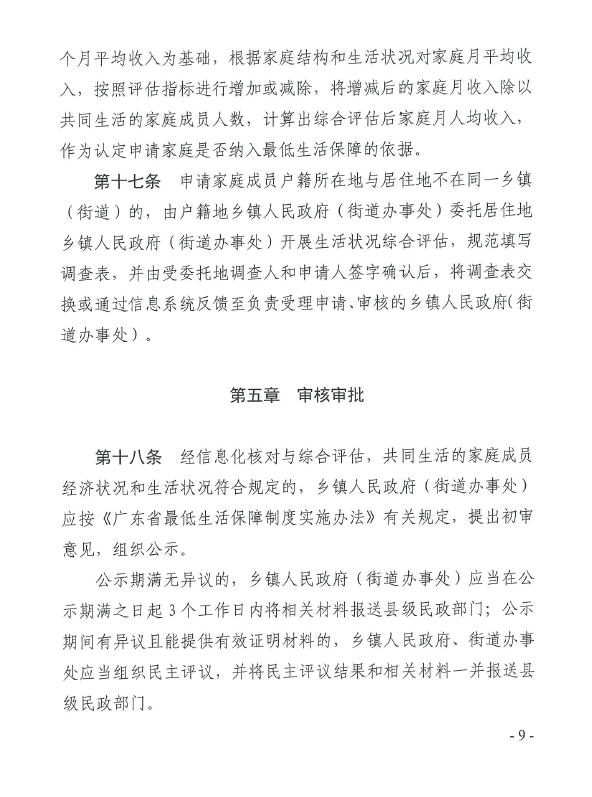 个月平均收入为基础，根据家庭结构和生活状况对家庭月平均收
入，按照评估指标进行增加或减除，将增减后的家庭月收入除以
共同生活的家庭成员人数，计算出综合评估后家庭月人均收入，
作为认定申请家庭是否纳入最低生活保障的依据。
第十七条　申请家庭成员户籍所在地与居住地不在同一乡镇
（街道）的，由户籍地乡镇人民政府（街道办事处）委托居住地
乡镇人民政府（街道办事处）开展生活状况综合评估，规范填写
调查表，并由受委托地调查人和申请人签字确认后，将调查表交
换或通过信息系统反馈至负责受理申请、审核的乡镇人民政府（街
道办事处）。
第五章　审核审批
第十八条　经信息化核对与综合评估，共同生活的家庭成员
经济状况和生活状况符合规定的，乡镇人民政府（街道办事处）
应按《广东省最低生活保障制度实施办法》有关规定，提出初审
意见，组织公示。
公示期满无异议的，乡镇人民政府（街道办事处）应当在公
示期满之日起 3 个工作日内将相关材料报送县级民政部门；公示
期间有异议且能提供有效证明材料的，乡镇人民政府、街道办事
处应当组织民主评议，并将民主评议结果和相关材料一并报送县
级民政部门。
- 9 -